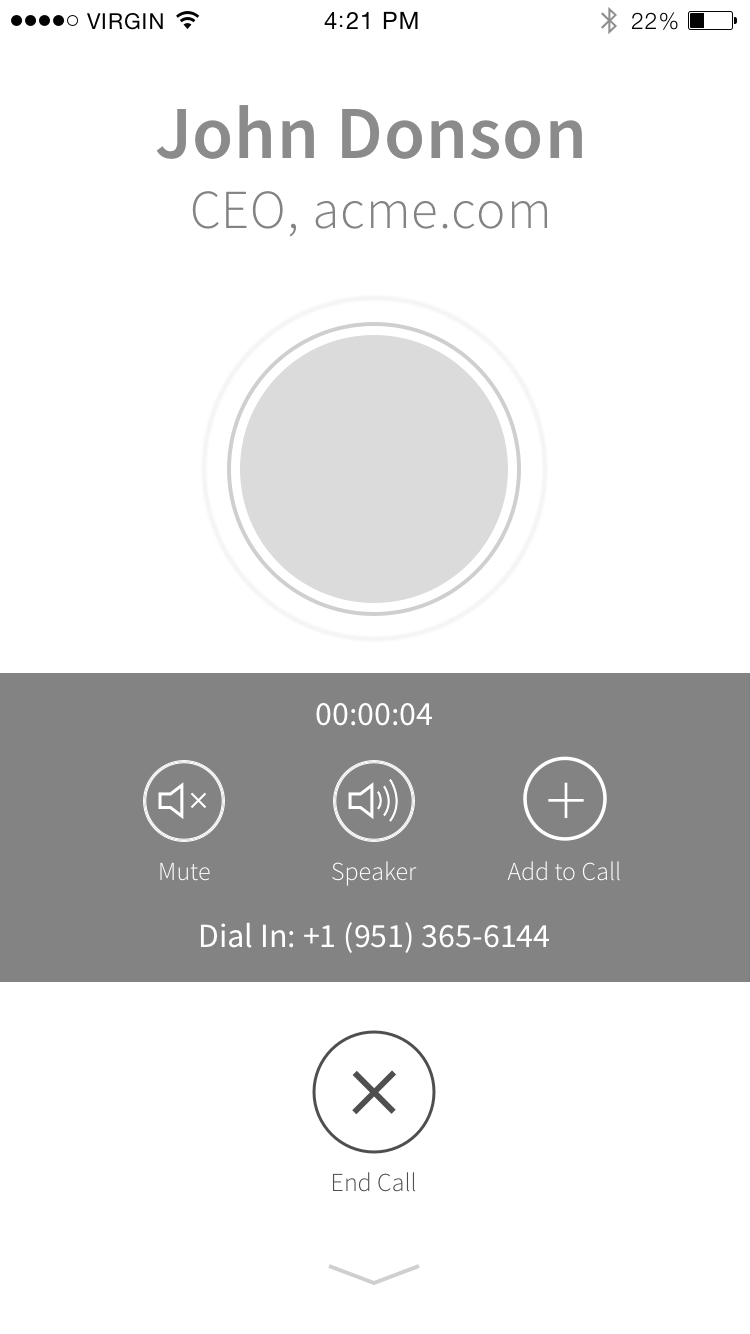 VIRGIN 4:21 PM 22%
John Donson
CEO, acme.com
00:00:04
Mute Speaker Add to Call
Dial In: +1 (951) 365-6144
End Call